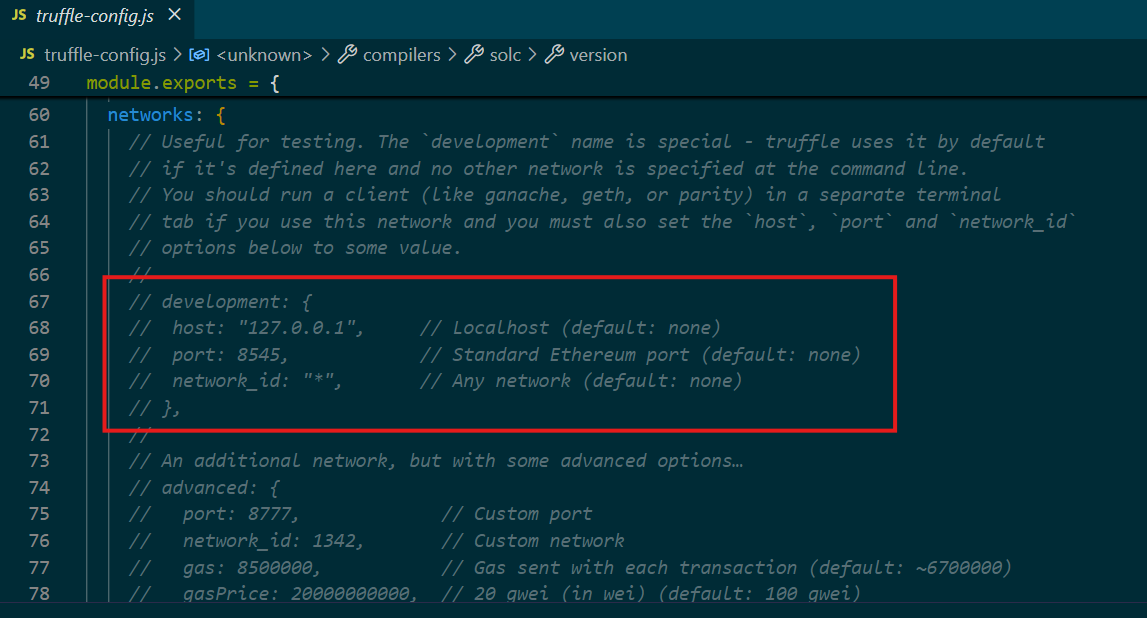 JS truffle-config.js ×
JS truffle-config.js > <unknown> > compilers > solc > version
49 module.exports = {
60 networks: {
61 // Useful for testing. The `development` name is special - truffle uses it by default
62 // if it's defined here and no other network is specified at the command line.
63 // You should run a client (like ganache, geth, or parity) in a separate terminal
64 // tab if you use this network and you must also set the `host`, `port` and `network_id`
65 // options below to some value.
66 //
67 // development: {
68 //  host: "127.0.0.1",     // Localhost (default: none)
69 //  port: 8545,            // Standard Ethereum port (default: none)
70 //  network_id: "*",       // Any network (default: none)
71 // },
72 //
73 // An additional network, but with some advanced options…
74 // advanced: {
75 //   port: 8777,             // Custom port
76 //   network_id: 1342,       // Custom network
77 //   gas: 8500000,           // Gas sent with each transaction (default: ~6700000)
78 //   gasPrice: 20000000000,  // 20 gwei (in wei) (default: 100 gwei)